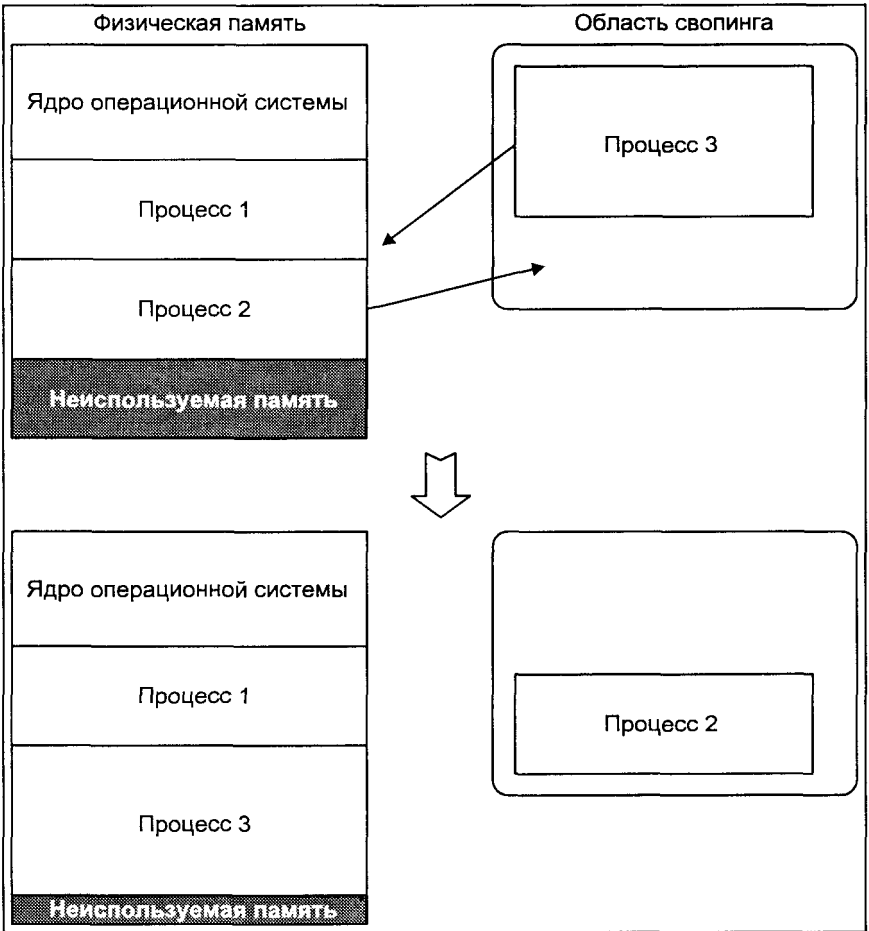 Физическая память
Область свопинга
Ядро операционной системы
Процесс 3
Процесс 1
Процесс 2
Неиспользуемая память
Ядро операционной системы
Процесс 1
Процесс 2
Процесс 3
Неиспользуемая память